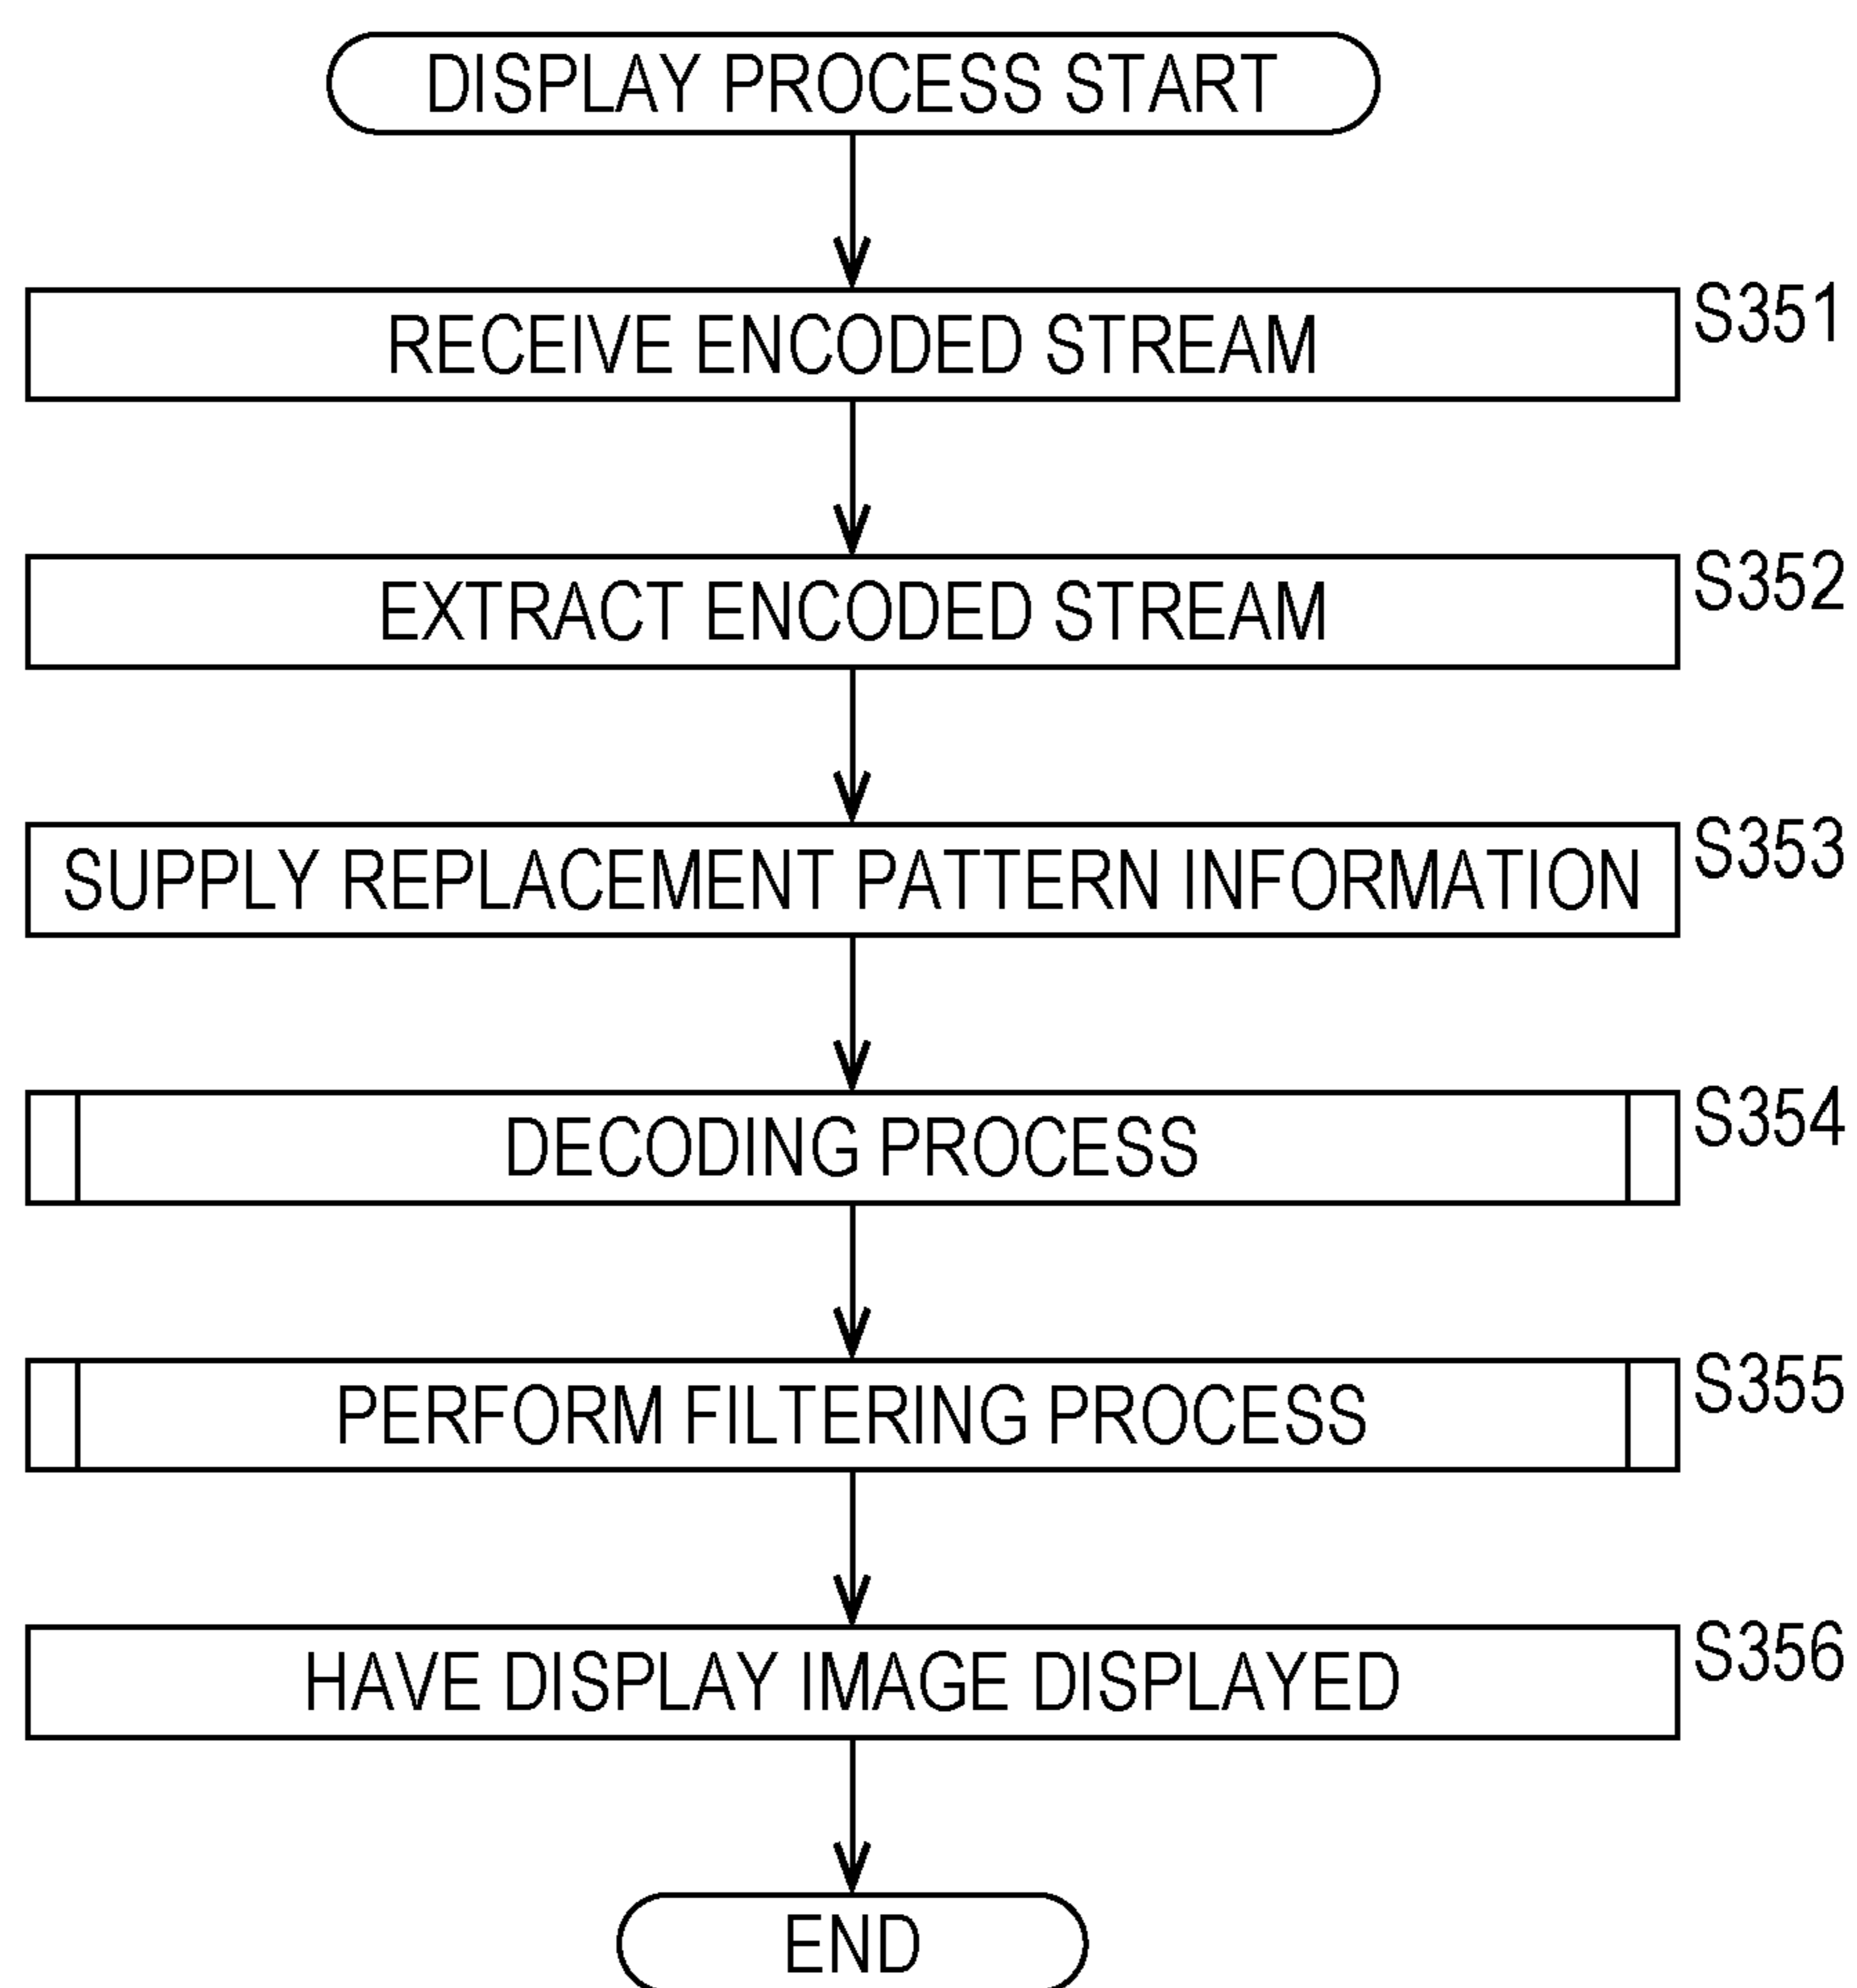 DISPLAY PROCESS START
RECEIVE ENCODED STREAM
S351
EXTRACT ENCODED STREAM
S352
SUPPLY REPLACEMENT PATTERN INFORMATION
S353
DECODING PROCESS
S354
PERFORM FILTERING PROCESS
S355
HAVE DISPLAY IMAGE DISPLAYED
S356
END